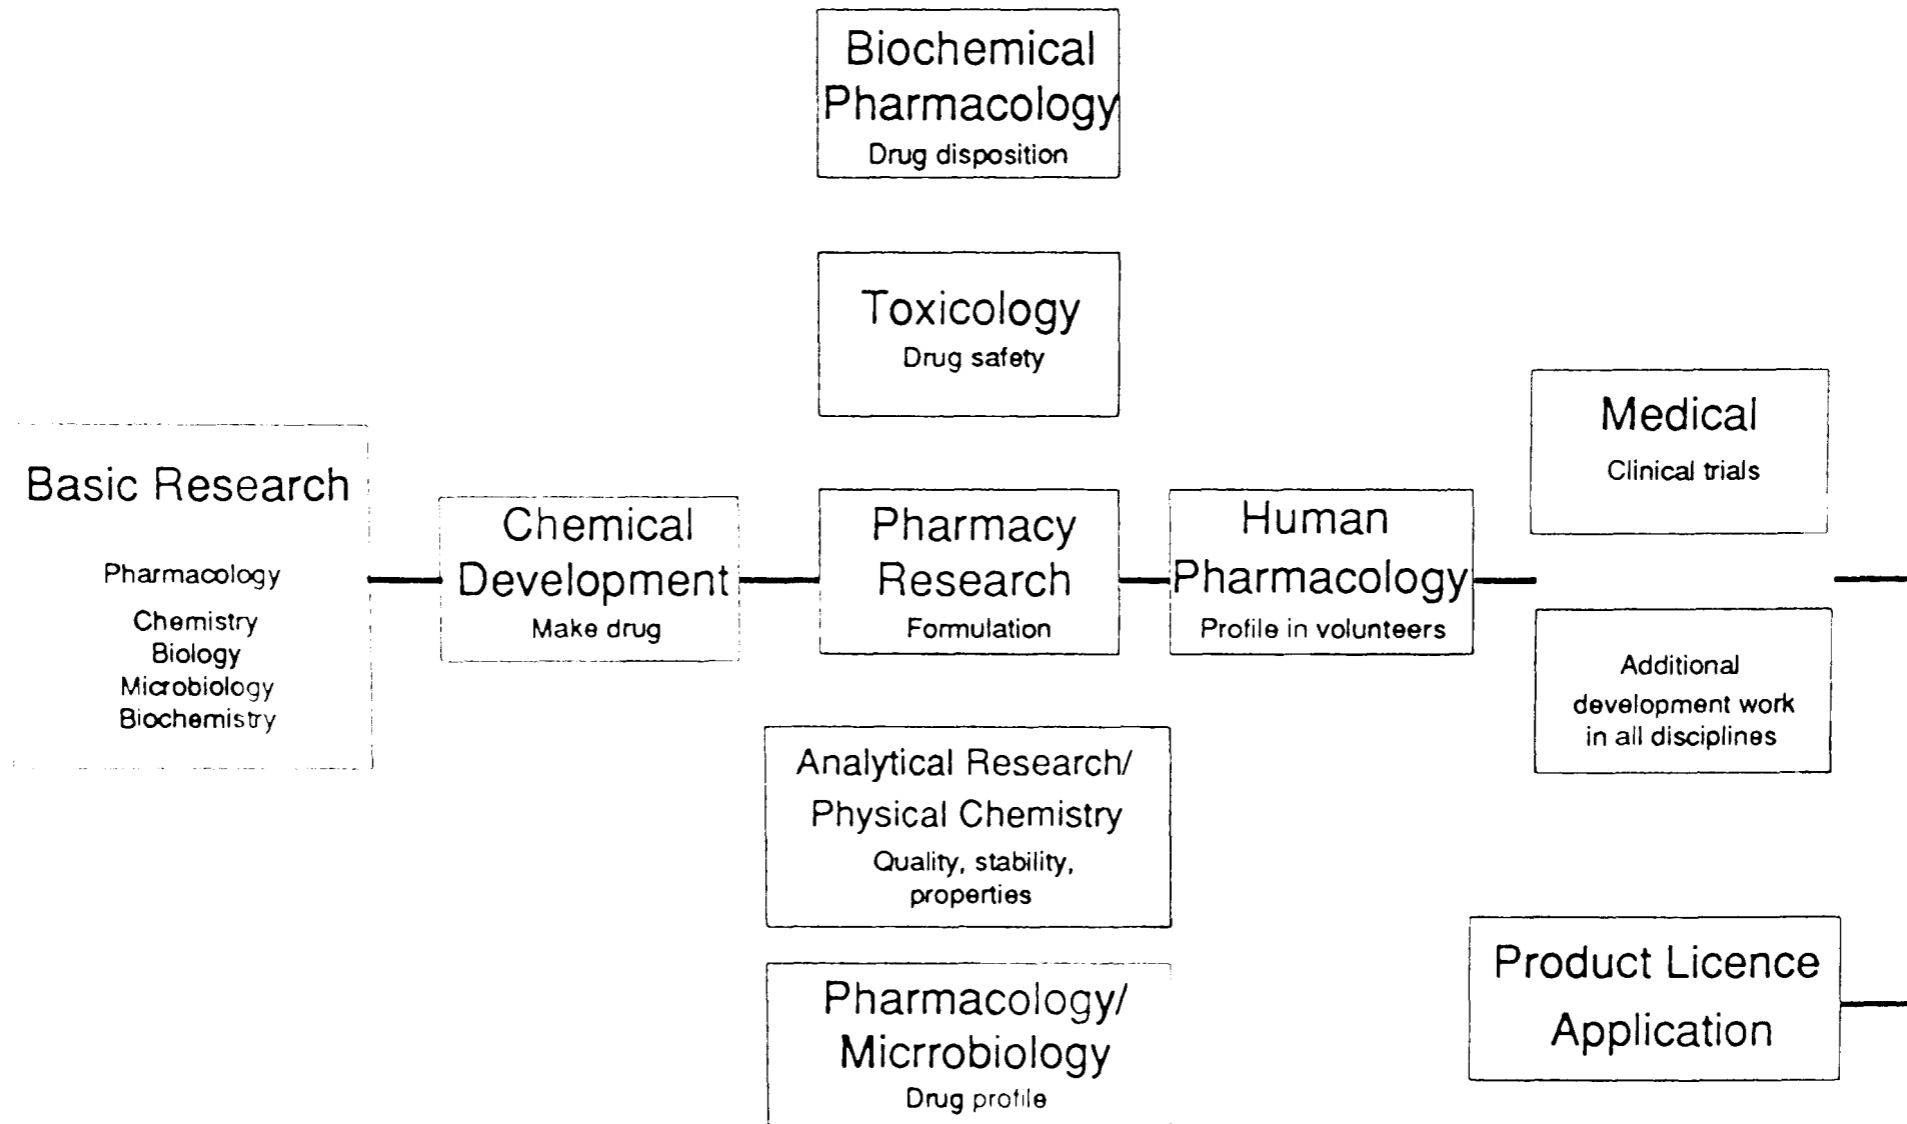 Biochemical
Pharmacology
Drug disposition
Toxicology
Drug safety
Basic Research
Pharmacology
Chemistry
Biology
Microbiology
Biochemistry
Chemical
Development
Make drug
Pharmacy
Research
Formulation
Human
Pharmacology
Profile in volunteers
Medical
Clinical trials
Additional
development work
in all disciplines
Analytical Research/
Physical Chemistry
Quality, stability,
properties
Pharmacology/
Micrrobiology
Drug profile
Product Licence
Application